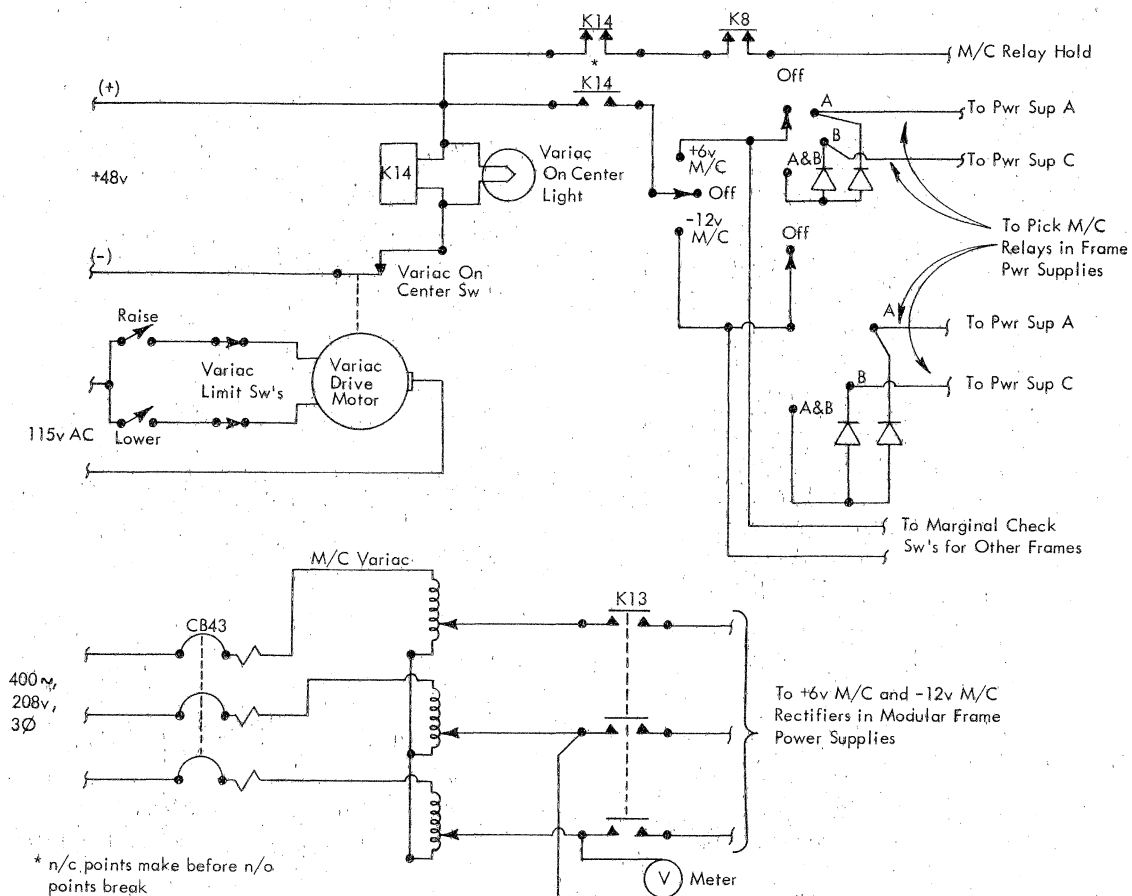 K14
K8
M/C Relay Hold
*
K14
Off
(+)
A
To Pwr Sup A
B
To Pwr Sup C
+6v
M/C
A&B
K14
Variac
On Center
Light
Off
+48v
-12v
M/C
Off
To Pick M/C
Relays in Frame
Pwr Supplies
(-)
Variac On
Center Sw
Raise
A
To Pwr Sup A
Variac
Limit Sw's
Variac
Drive
Motor
B
To Pwr Sup C
A&B
115v AC
Lower
To Marginal Check
Sw's for Other Frames
M/C Variac
K13
CB43
400~,
208v,
3Ø
To +6v M/C and -12v M/C
Rectifiers in Modular Frame
Power Supplies
* n/c points make before n/o
points break
V
Meter